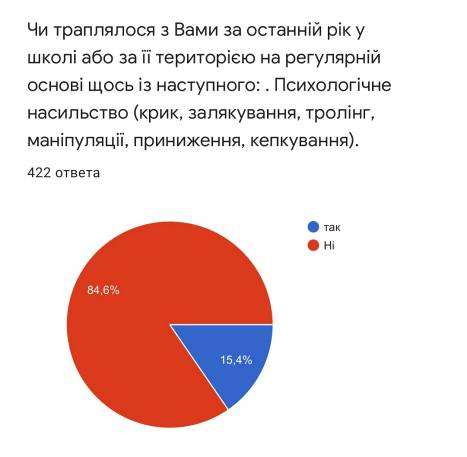 Чи траплялося з Вами за останній рік у
школі або за її територією на регулярній
основі щось із наступного: . Психологічне
насильство (крик, залякування, тролінг,
маніпуляції, приниження, кепкування).
422 ответа
так
Ні
84,6%
15,4%